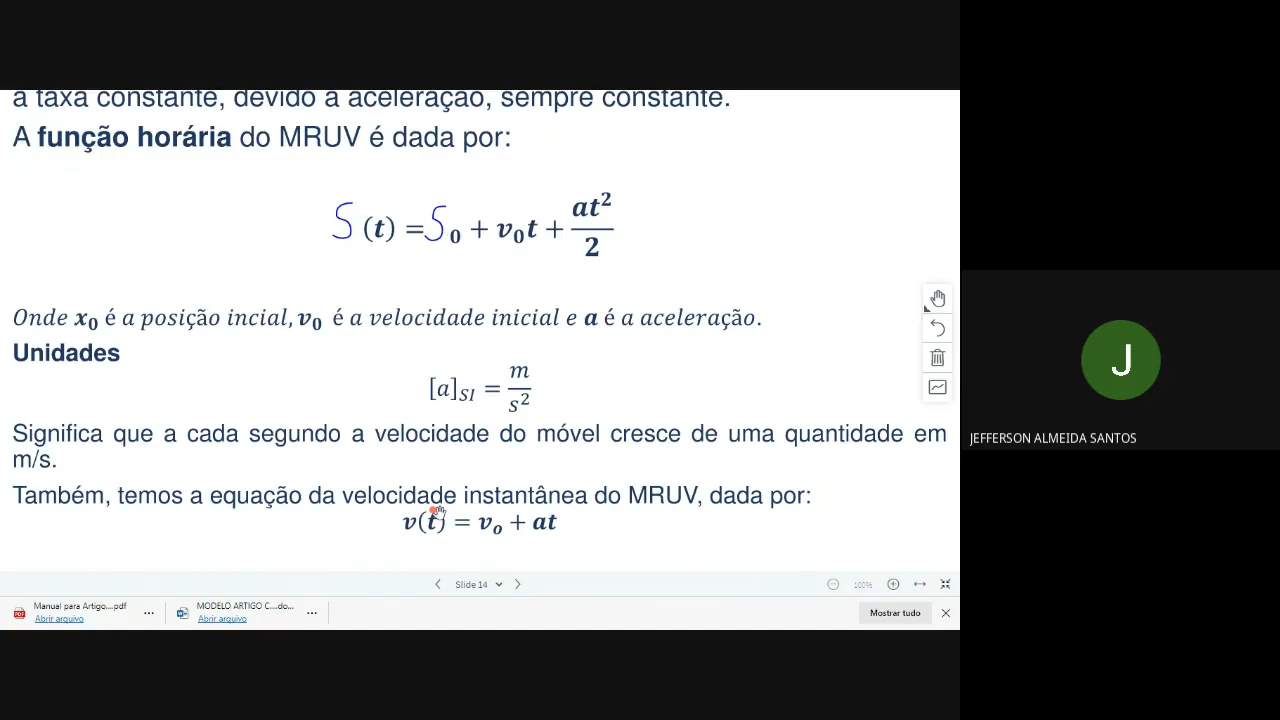 a taxa constante, devido a aceleração, sempre constante.
A função horária do MRUV é dada por:
S (t) = S₀ + v₀t + at²/2
Onde x₀ é a posição incial, v₀ é a velocidade inicial e a é a aceleração.
Unidades
[a]SI = m/s²
Significa que a cada segundo a velocidade do móvel cresce de uma quantidade em
m/s.
Também, temos a equação da velocidade instantânea do MRUV, dada por:
v(t) = vₒ + at
Slide 14
100%
Manual para Artigo....pdf
Abrir arquivo
MODELO ARTIGO C....do...
Abrir arquivo
Mostrar tudo
J
JEFFERSON ALMEIDA SANTOS